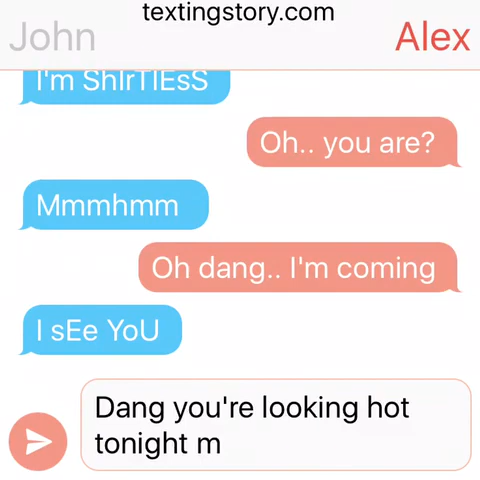 textingstory.com
John Alex
I'm ShIrTlEsS
Oh.. you are?
Mmmhmm
Oh dang.. I'm coming
I sEe YoU
Dang you're looking hot
tonight m